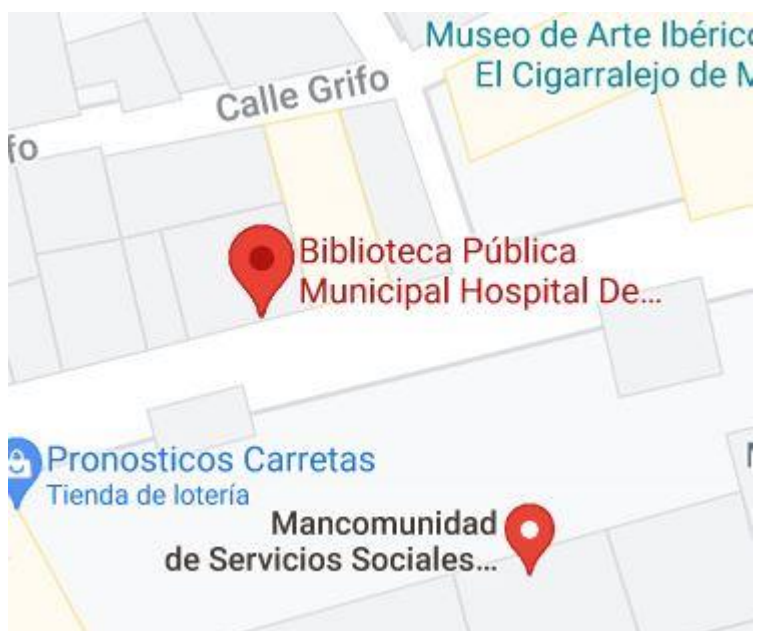 Museo de Arte Ibérico
El Cigarralejo de
Calle Grifo
fo
Biblioteca Pública
Municipal Hospital De...
Pronosticos Carretas
Tienda de lotería
Mancomunidad
de Servicios Sociales...